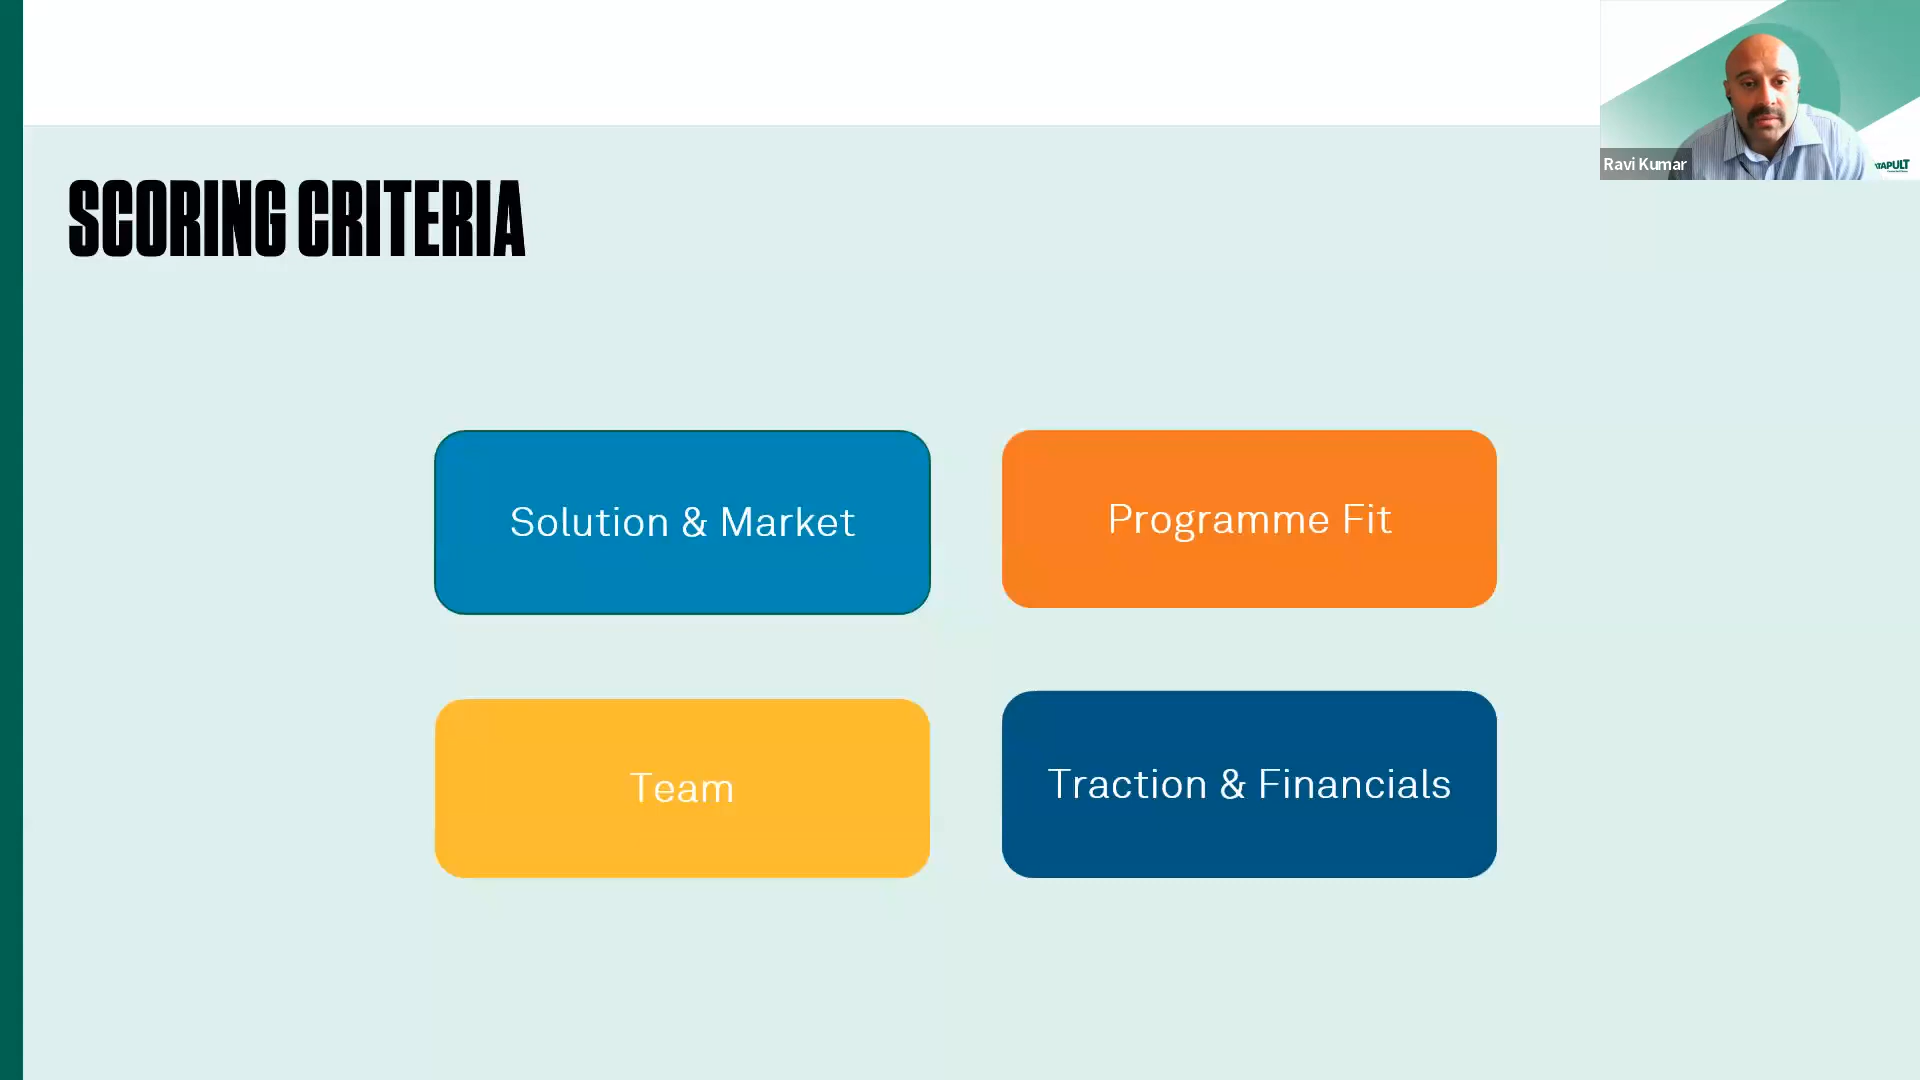 SCORING CRITERIA
Solution & Market
Programme Fit
Team
Traction & Financials
Ravi Kumar